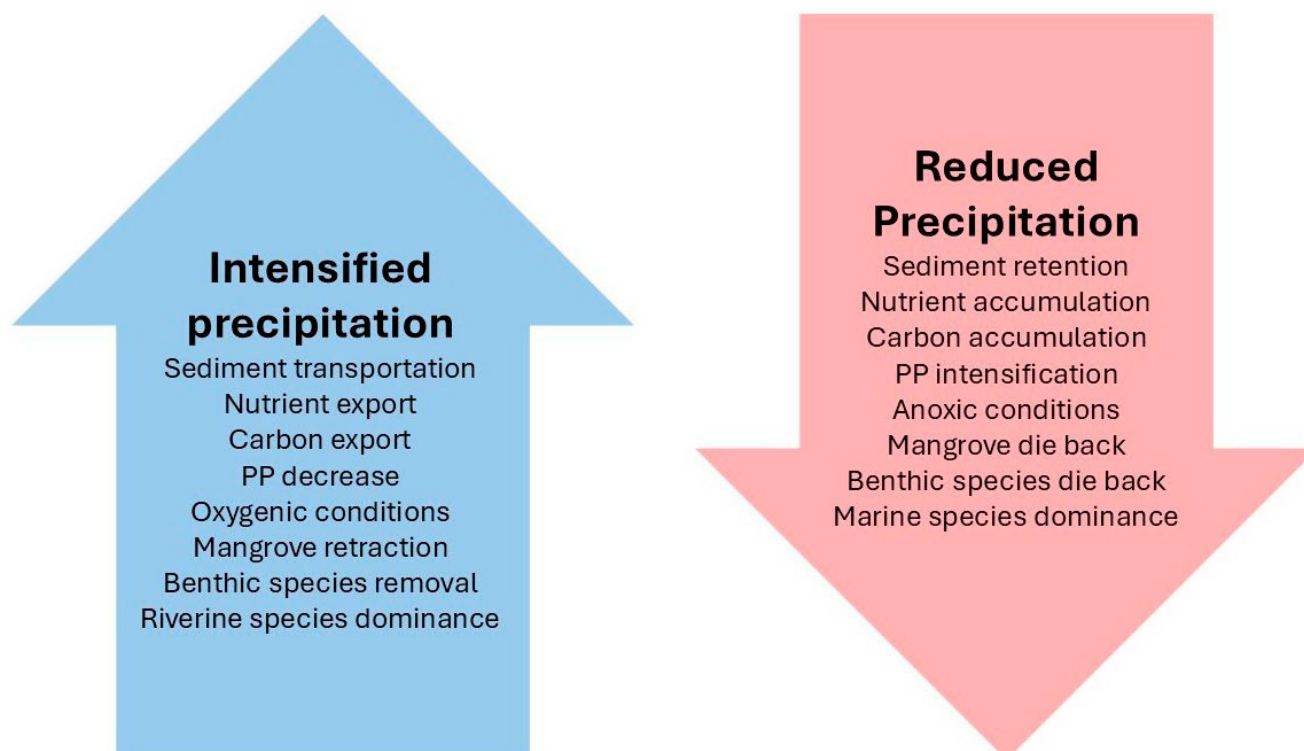 Intensified
precipitation
Sediment transportation
Nutrient export
Carbon export
PP decrease
Oxygenic conditions
Mangrove retraction
Benthic species removal
Riverine species dominance
Reduced
Precipitation
Sediment retention
Nutrient accumulation
Carbon accumulation
PP intensification
Anoxic conditions
Mangrove die back
Benthic species die back
Marine species dominance